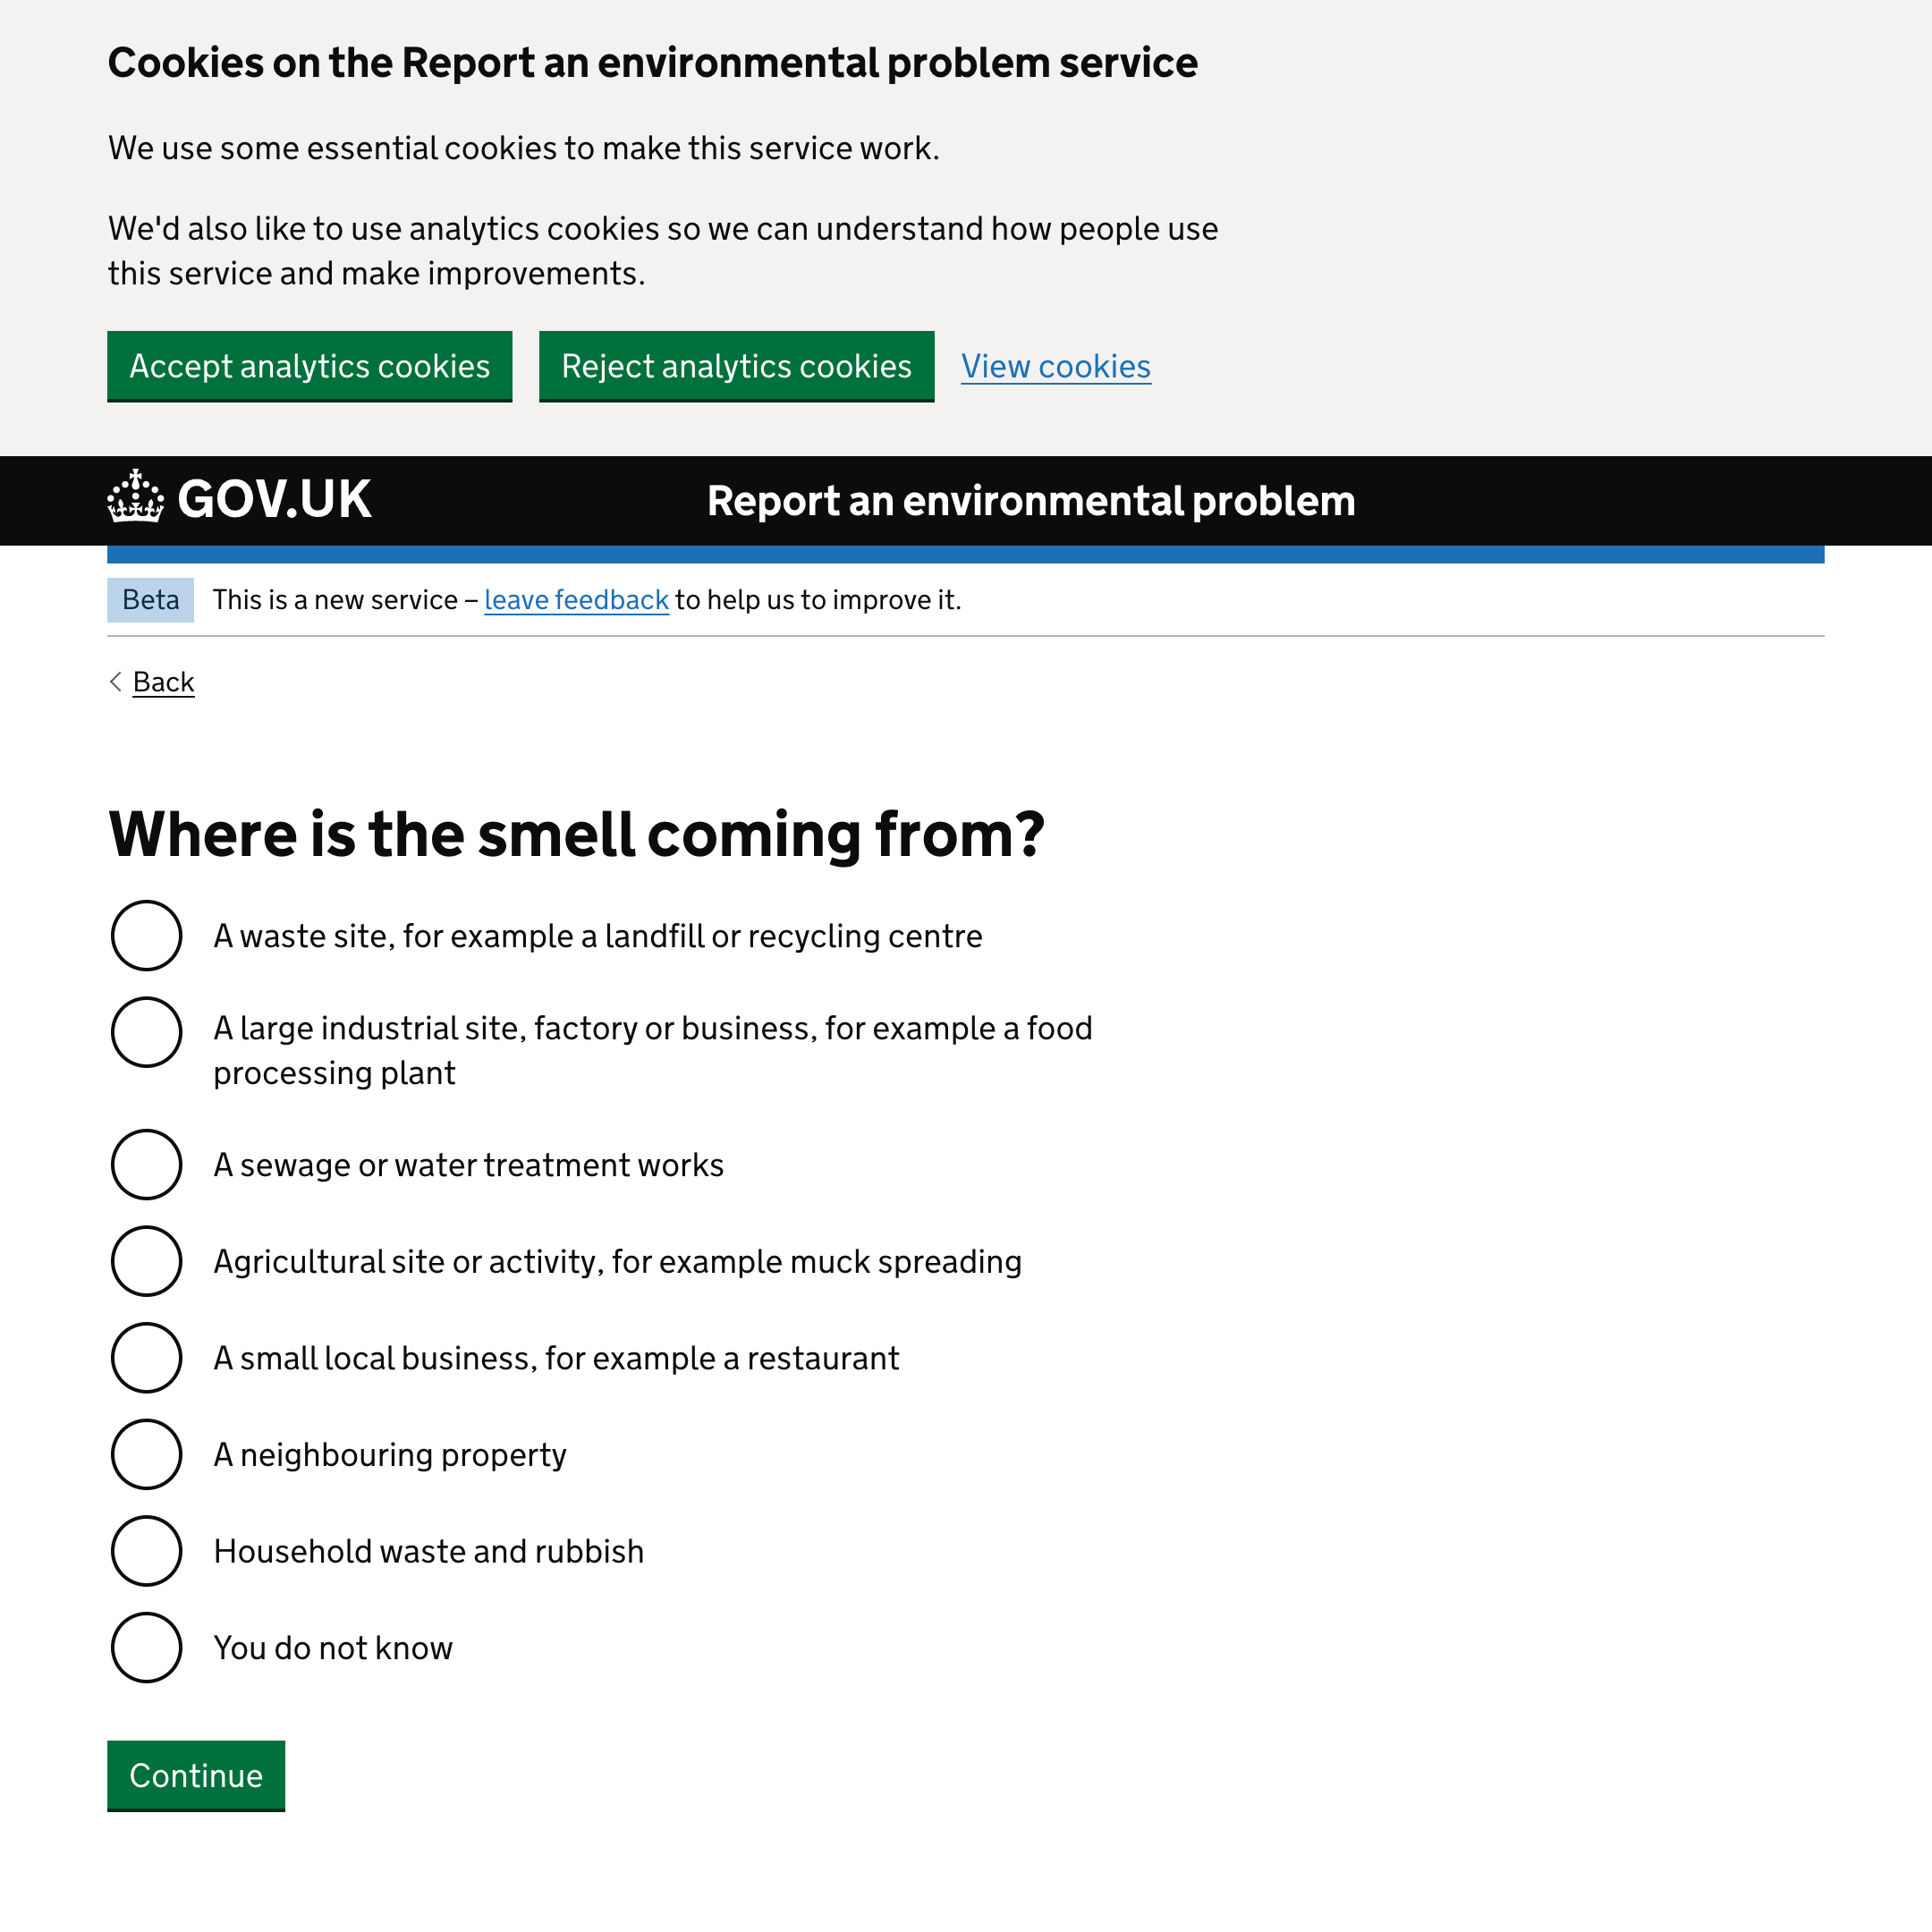 Cookies on the Report an environmental problem service
We use some essential cookies to make this service work.
We'd also like to use analytics cookies so we can understand how people use
this service and make improvements.
Accept analytics cookies Reject analytics cookies View cookies
GOV.UK Report an environmental problem
Beta This is a new service – leave feedback to help us to improve it.
Back
Where is the smell coming from?
A waste site, for example a landfill or recycling centre
A large industrial site, factory or business, for example a food
processing plant
A sewage or water treatment works
Agricultural site or activity, for example muck spreading
A small local business, for example a restaurant
A neighbouring property
Household waste and rubbish
You do not know
Continue